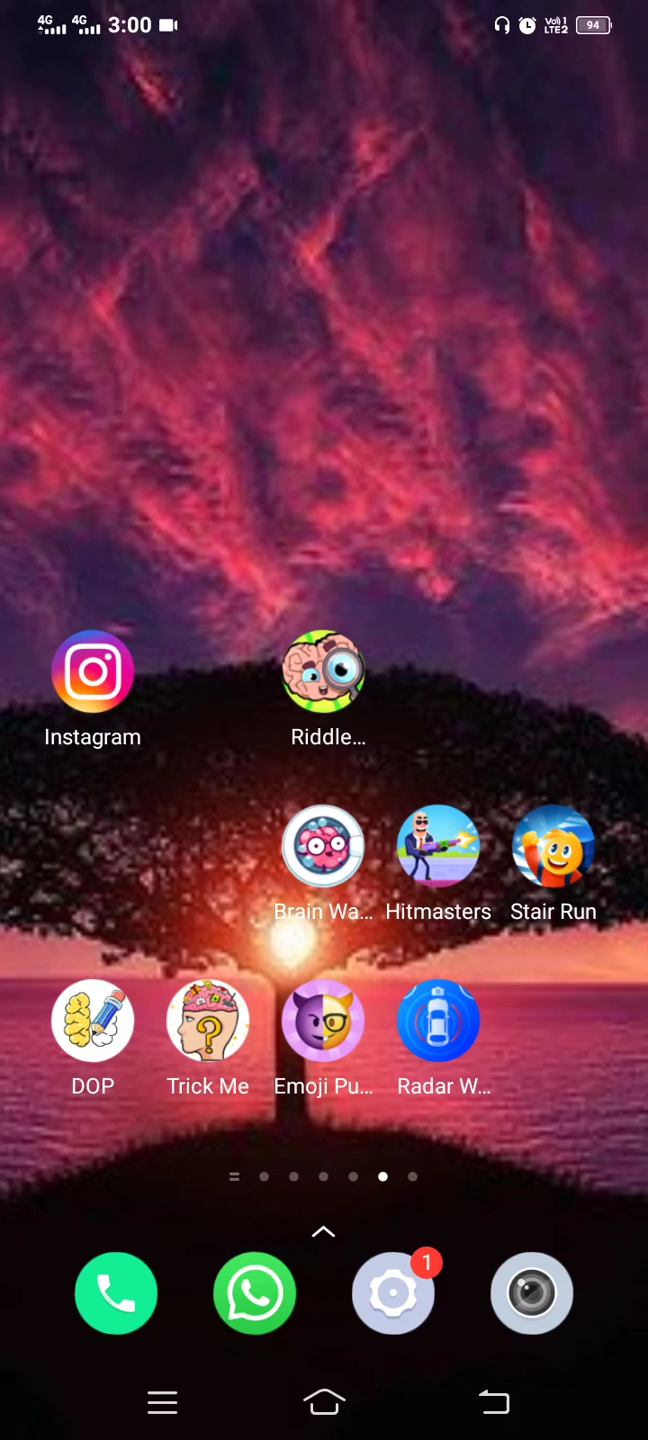 4G 4G 3:00 Vo)) 1 LTE2 94
Instagram Riddle...
Brain Wa... Hitmasters Stair Run
DOP Trick Me Emoji Pu... Radar W...
1